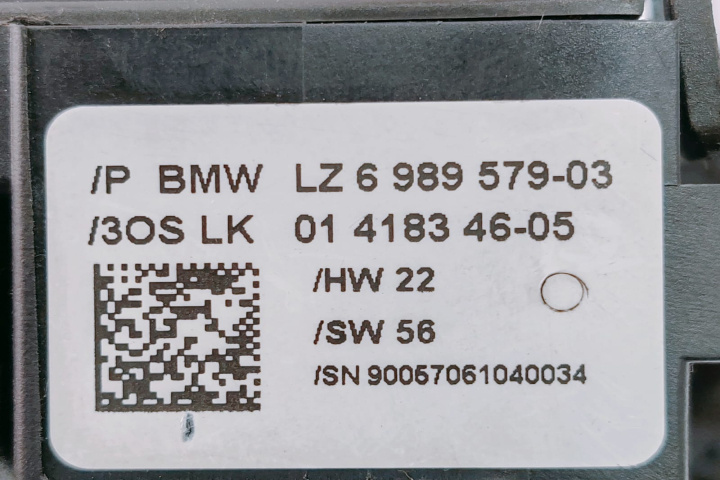 /P BMW LZ 6 989 579-03
/3OS LK 01 4183 46-05
/HW 22
/SW 56
/SN 90057061040034